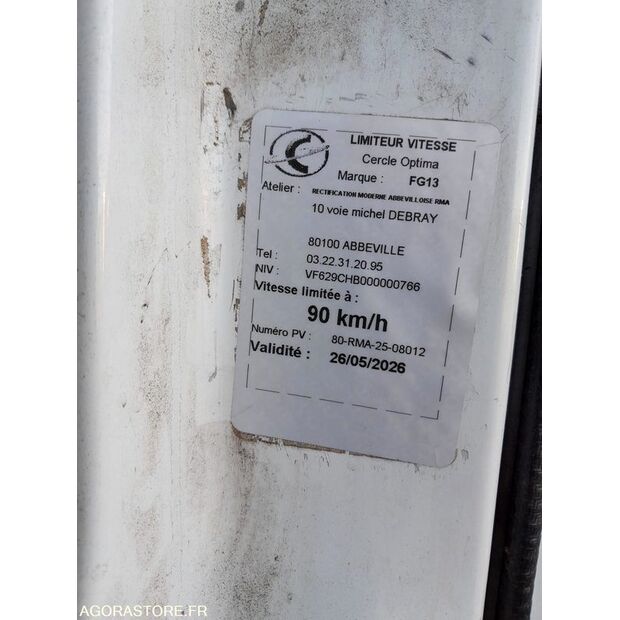 LIMITEUR VITESSE
Cercle Optima
Marque : FG13
Atelier : RECTIFICATION MODERNE ABBEVILLOISE RMA
10 voie michel DEBRAY
80100 ABBEVILLE
Tel : 03.22.31.20.95
NIV : VF629CHB000000766
Vitesse limitée à :
90 km/h
Numéro PV : 80-RMA-25-08012
Validité : 26/05/2026
AGORASTORE.FR